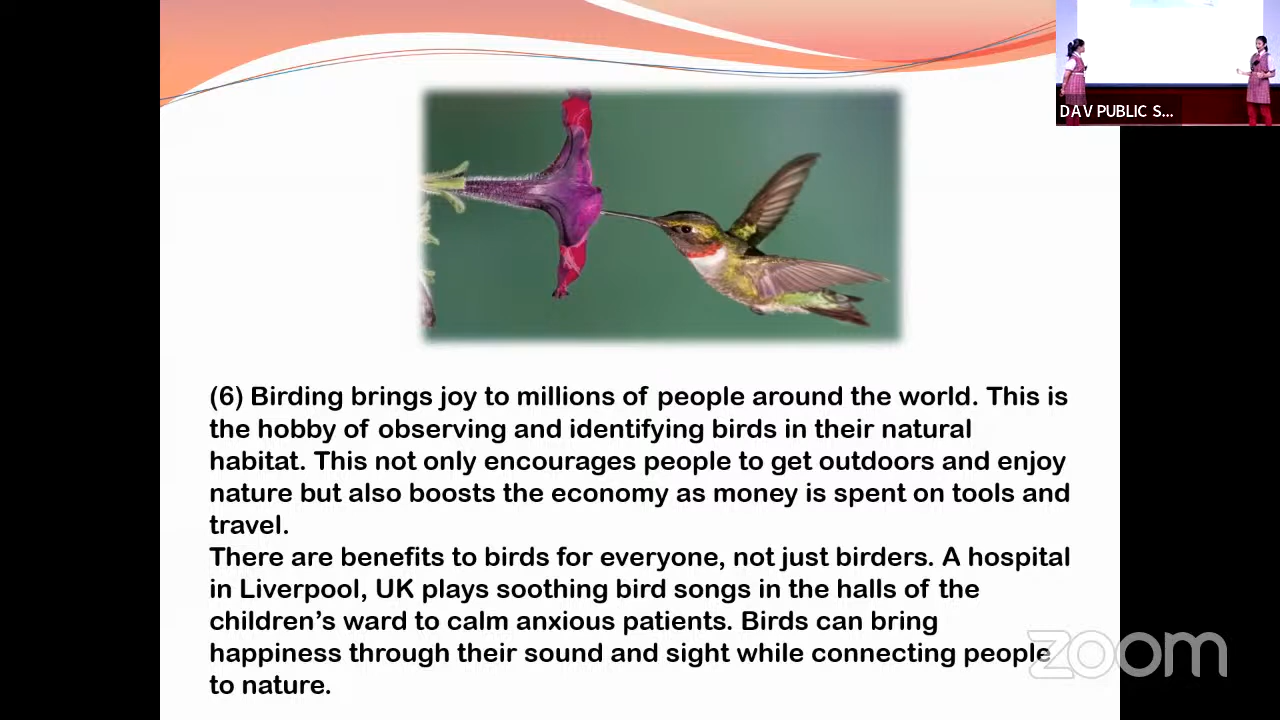 DAV PUBLIC S...
(6) Birding brings joy to millions of people around the world. This is
the hobby of observing and identifying birds in their natural
habitat. This not only encourages people to get outdoors and enjoy
nature but also boosts the economy as money is spent on tools and
travel.
There are benefits to birds for everyone, not just birders. A hospital
in Liverpool, UK plays soothing bird songs in the halls of the
children's ward to calm anxious patients. Birds can bring
happiness through their sound and sight while connecting people
to nature.
zoom